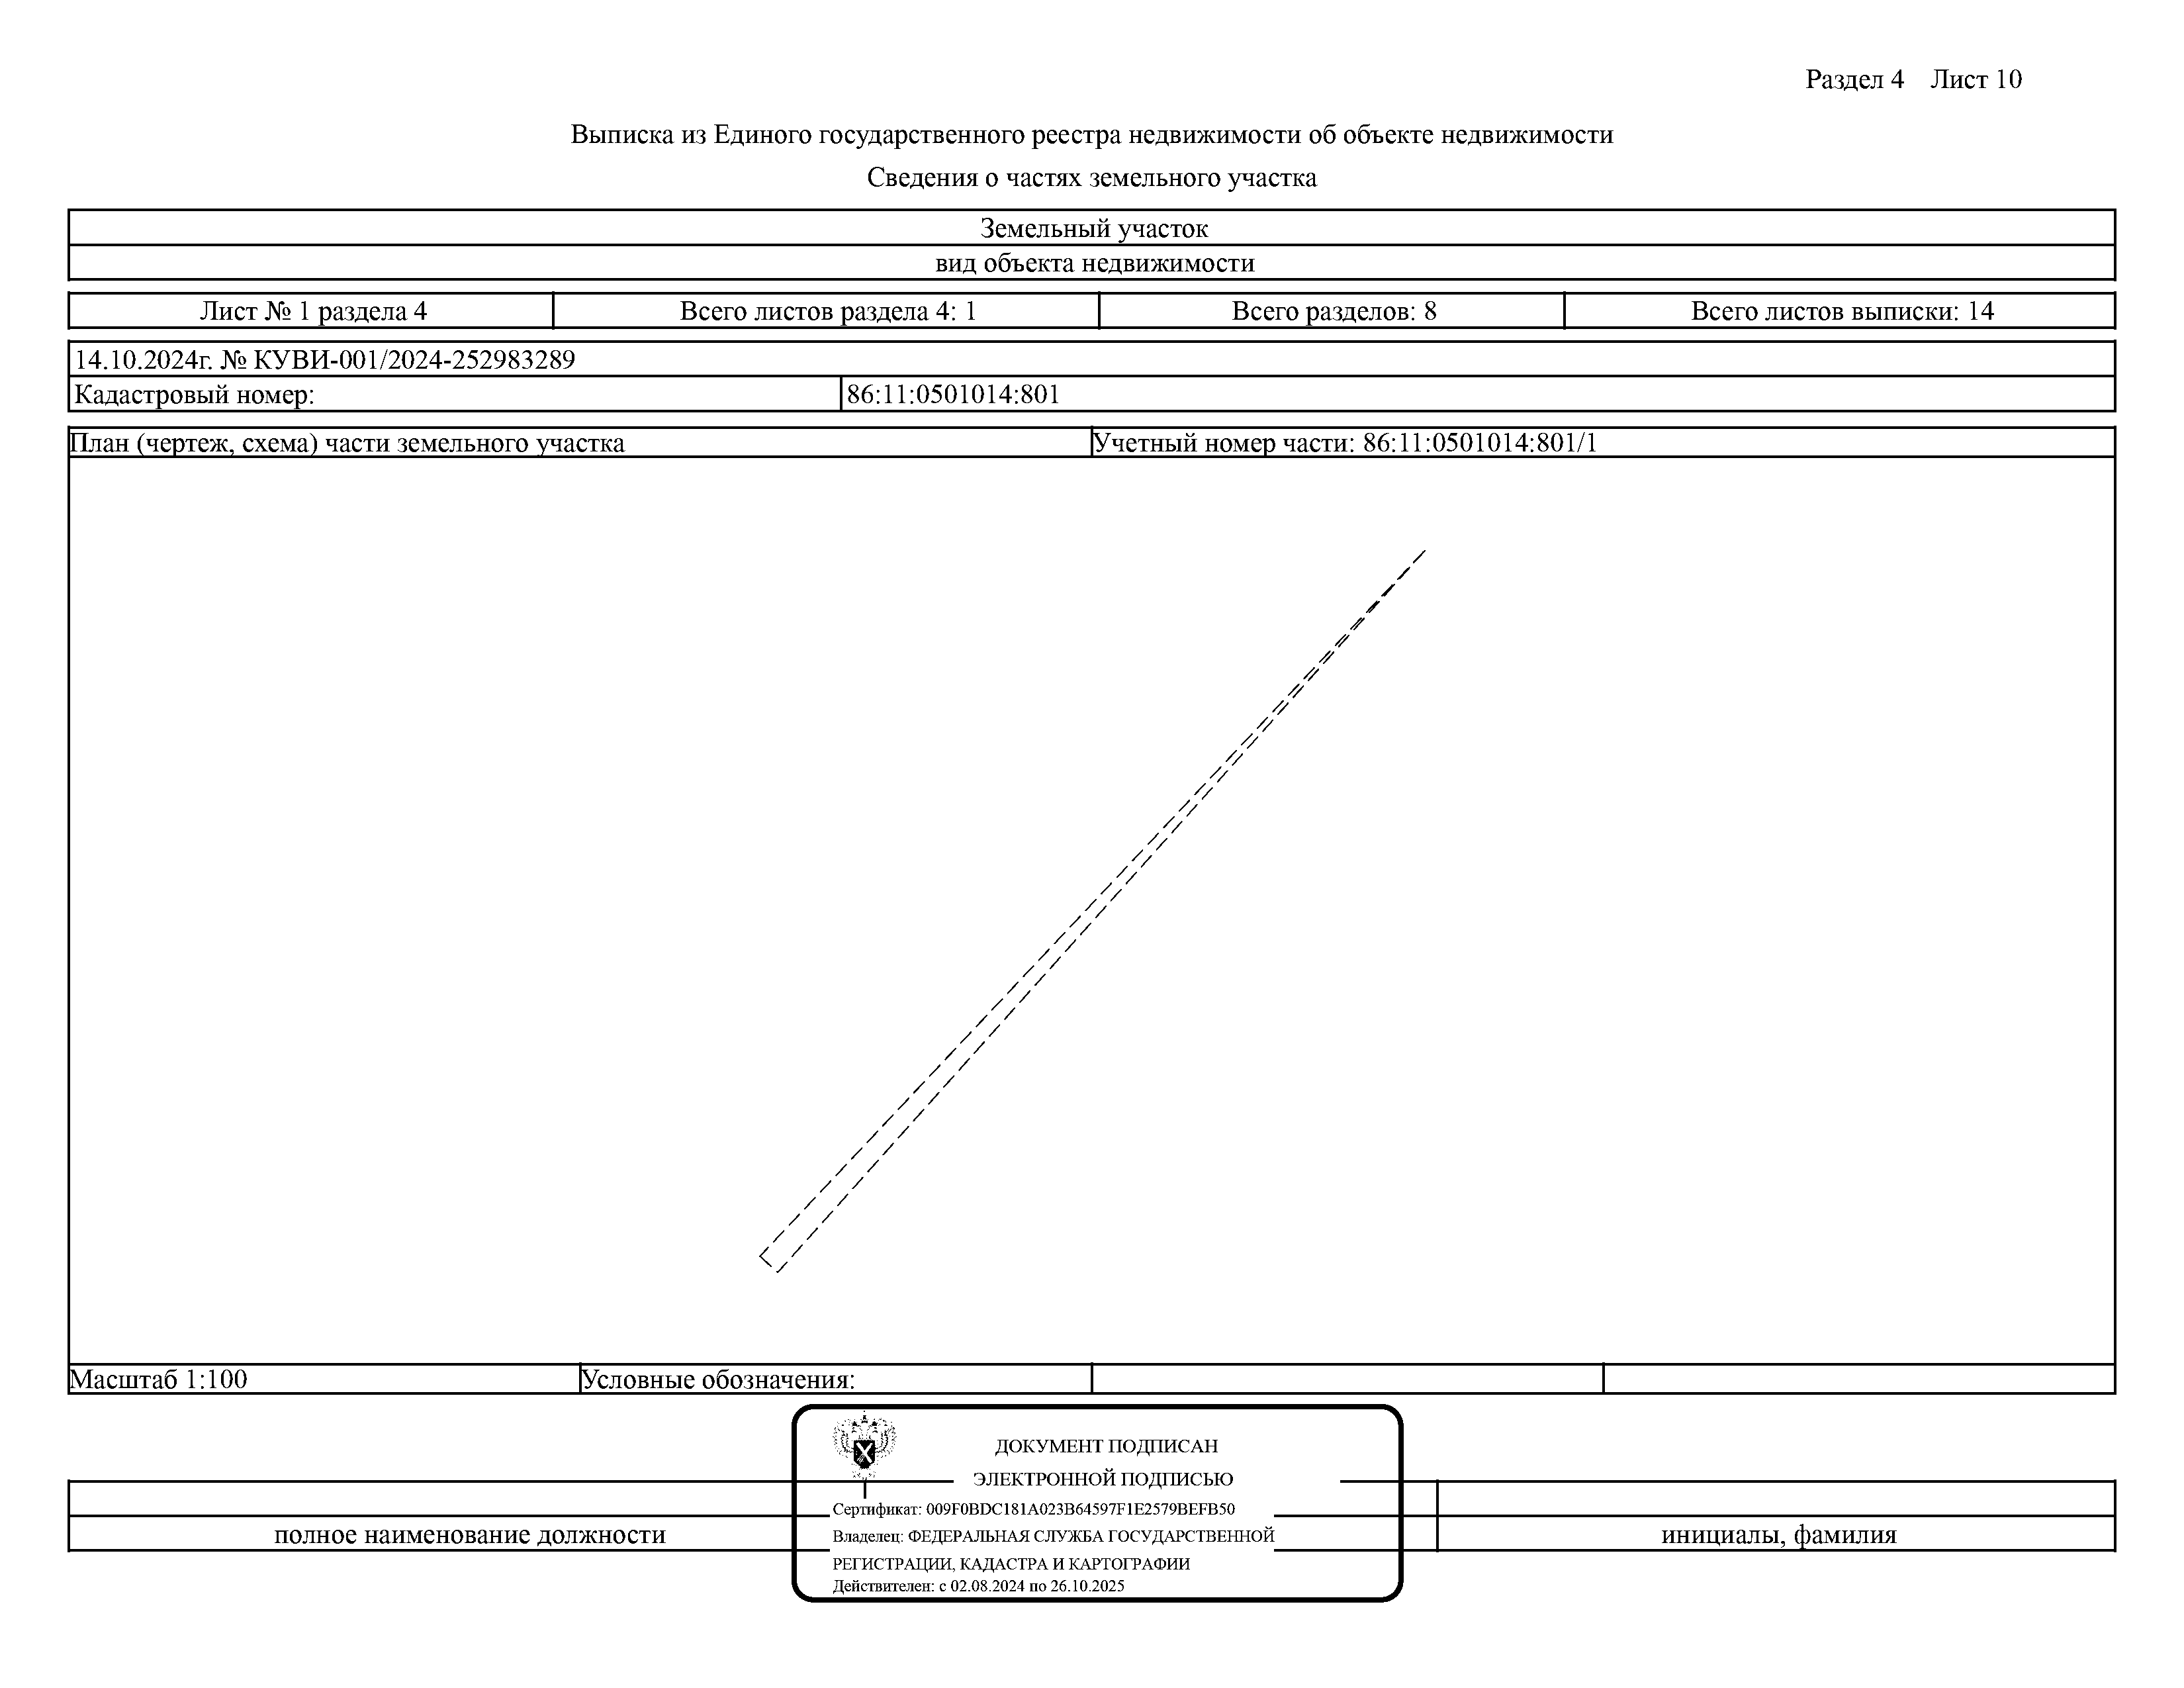 Раздел 4 Лист 10
Выписка из Единого государственного реестра недвижимости об объекте недвижимости
Сведения о частях земельного участка
Земельный участок
вид объекта недвижимости
Лист № 1 раздела 4 Всего листов раздела 4: 1 Всего разделов: 8 Всего листов выписки: 14
14.10.2024г. № КУВИ-001/2024-252983289
Кадастровый номер: 86:11:0501014:801
План (чертеж, схема) части земельного участка Учетный номер части: 86:11:0501014:801/1
Масштаб 1:100 Условные обозначения:
ДОКУМЕНТ ПОДПИСАН
ЭЛЕКТРОННОЙ ПОДПИСЬЮ
Сертификат: 009F0BDC181A023B64597F1E2579BEFB50
полное наименование должности
Владелец: ФЕДЕРАЛЬНАЯ СЛУЖБА ГОСУДАРСТВЕННОЙ
инициалы, фамилия
РЕГИСТРАЦИИ, КАДАСТРА И КАРТОГРАФИИ
Действителен: с 02.08.2024 по 26.10.2025